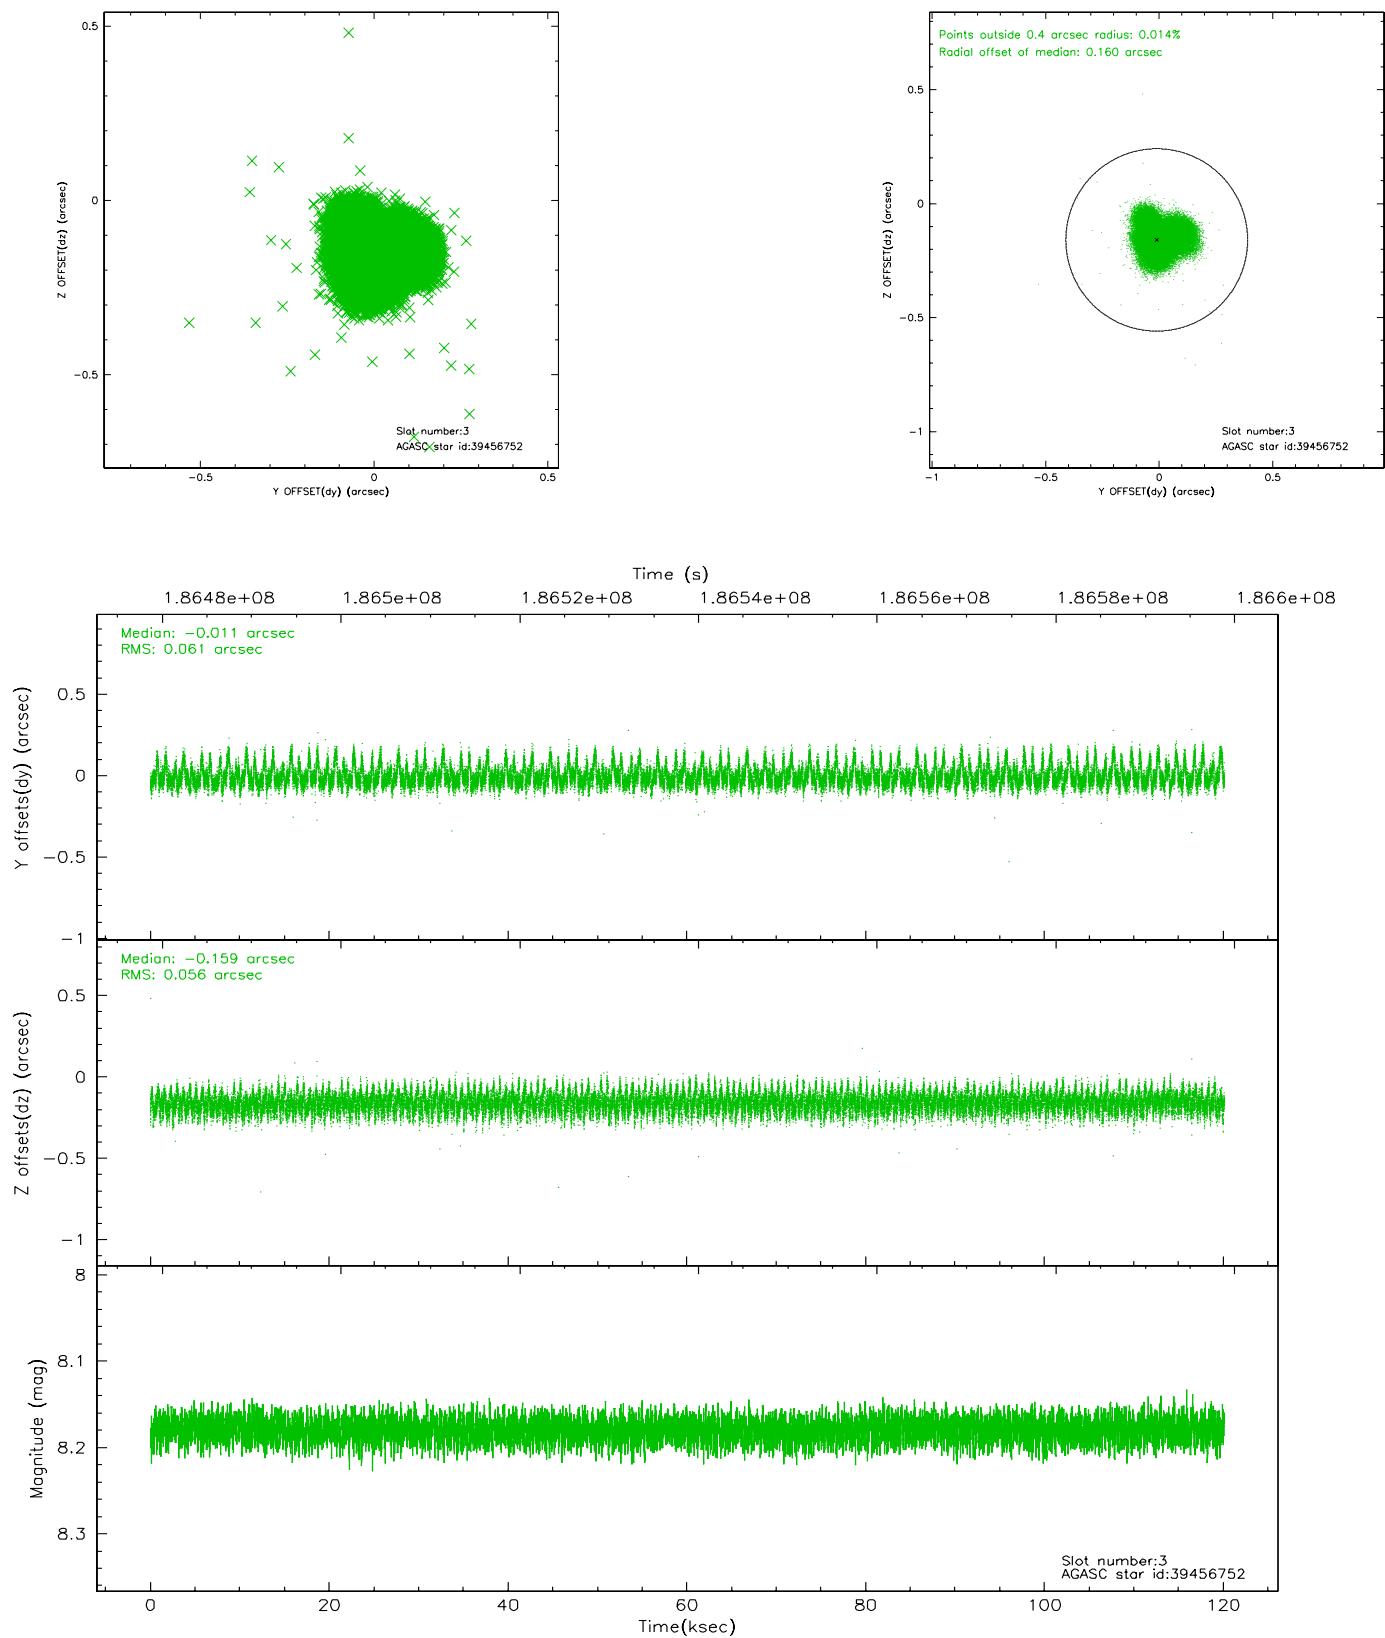 0.5
0
-0.5
Z OFFSET(dz) (arcsec)
Slot number:3
AGASC star id:39456752
-0.5
0
0.5
Y OFFSET(dy) (arcsec)
Points outside 0.4 arcsec radius: 0.014%
Radial offset of median: 0.160 arcsec
0.5
0
-0.5
-1
Z OFFSET(dz) (arcsec)
Slot number:3
AGASC star id:39456752
-1
-0.5
0
0.5
Y OFFSET(dy) (arcsec)
Time (s)
1.8648e+08 1.865e+08 1.8652e+08 1.8654e+08 1.8656e+08 1.8658e+08 1.866e+08
Median: -0.011 arcsec
RMS: 0.061 arcsec
0.5
0
-0.5
-1
Y offsets(dy) (arcsec)
Median: -0.159 arcsec
RMS: 0.056 arcsec
0.5
0
-0.5
-1
Z offsets(dz) (arcsec)
8
8.1
8.2
8.3
Magnitude (mag)
Slot number:3
AGASC star id:39456752
0 20 40 60 80 100 120
Time(ksec)